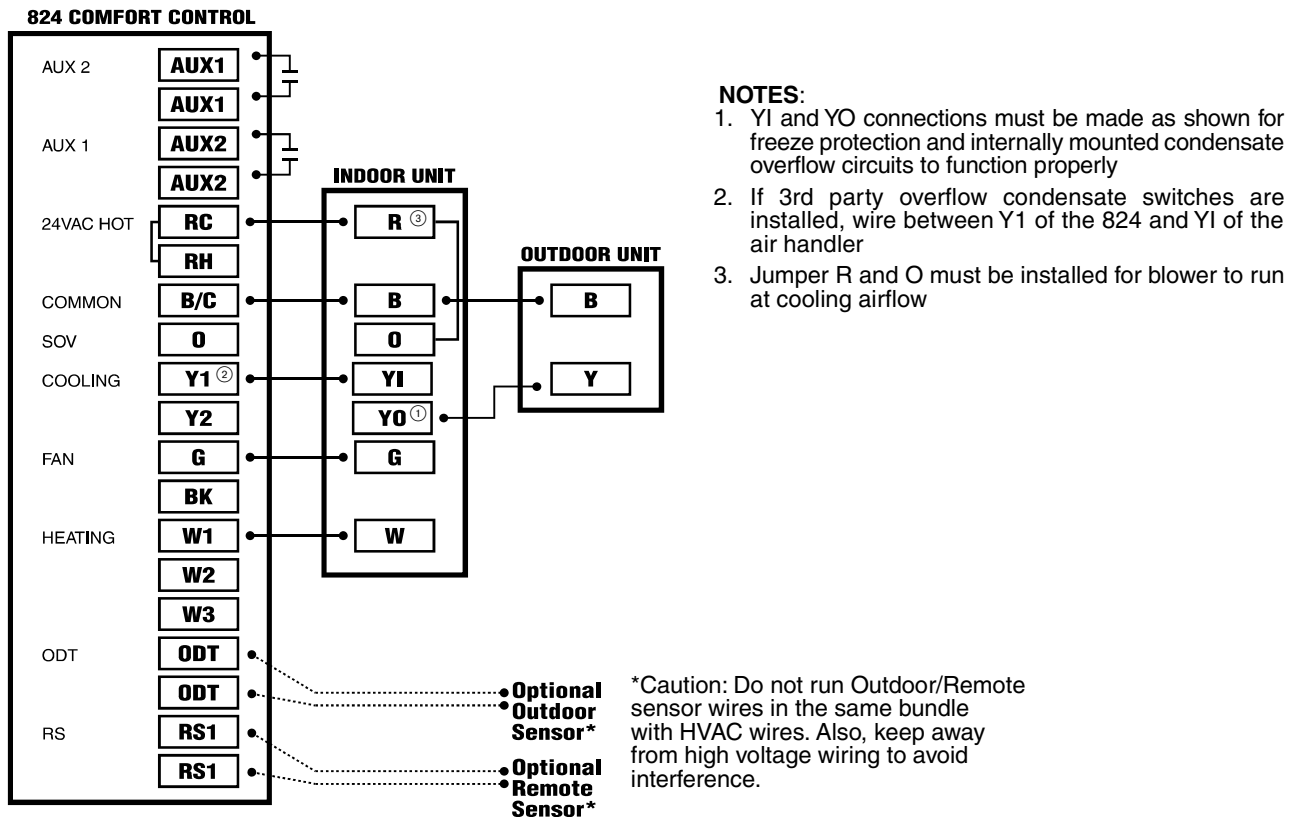 824 COMFORT CONTROL
AUX 2
AUX1
AUX1
AUX 1
AUX2
AUX2
24VAC HOT
RC
RH
COMMON
B/C
SOV
O
COOLING
Y1 ②
Y2
FAN
G
BK
HEATING
W1
W2
W3
ODT
ODT
ODT
RS
RS1
RS1
INDOOR UNIT
R ③
B
O
YI
YO ①
G
W
OUTDOOR UNIT
B
Y
Optional
Outdoor
Sensor*
Optional
Remote
Sensor*
NOTES:
1. YI and YO connections must be made as shown for
freeze protection and internally mounted condensate
overflow circuits to function properly
2. If 3rd party overflow condensate switches are
installed, wire between Y1 of the 824 and YI of the
air handler
3. Jumper R and O must be installed for blower to run
at cooling airflow
*Caution: Do not run Outdoor/Remote
sensor wires in the same bundle
with HVAC wires. Also, keep away
from high voltage wiring to avoid
interference.